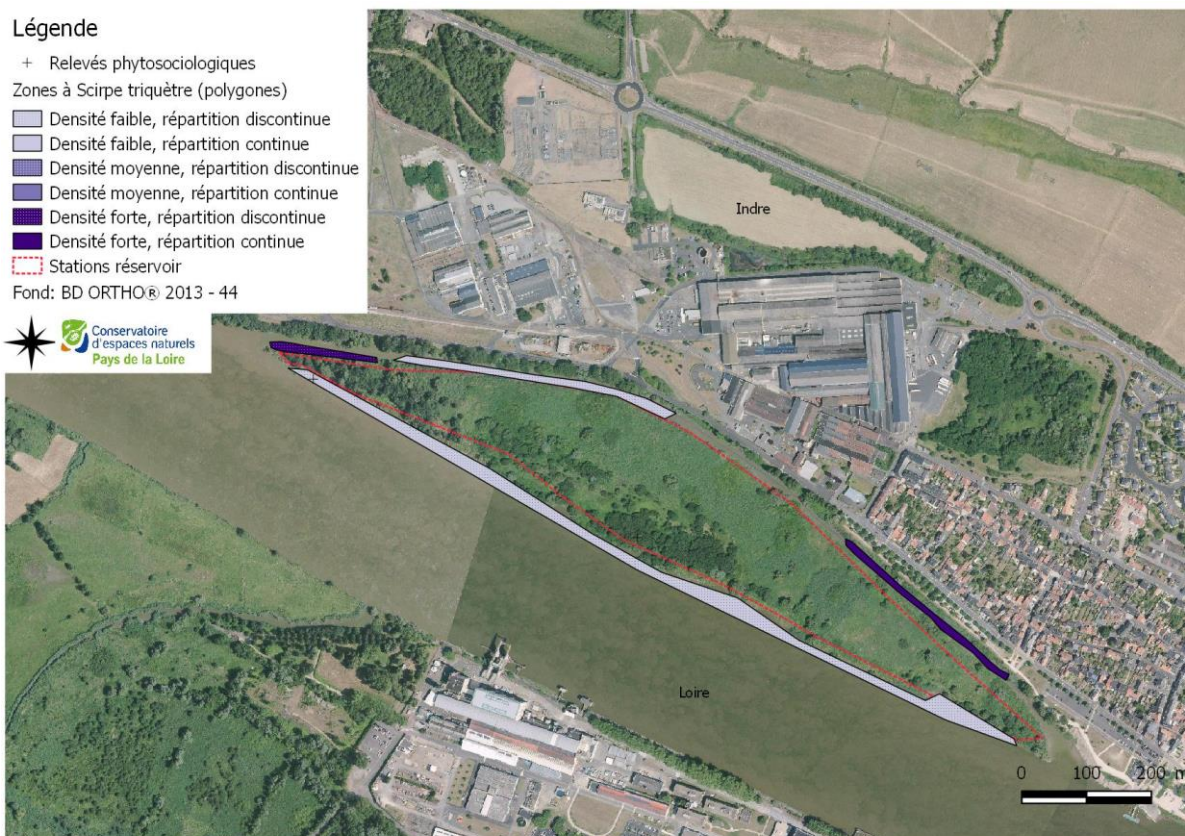 Légende
+ Relevés phytosociologiques
Zones à Scirpe triquètre (polygones)
Densité faible, répartition discontinue
Densité faible, répartition continue
Densité moyenne, répartition discontinue
Densité moyenne, répartition continue
Densité forte, répartition discontinue
Densité forte, répartition continue
Stations réservoir
Fond: BD ORTHO® 2013 - 44
Conservatoire
d'espaces naturels
Pays de la Loire
Indre
Loire
0 100 200 m